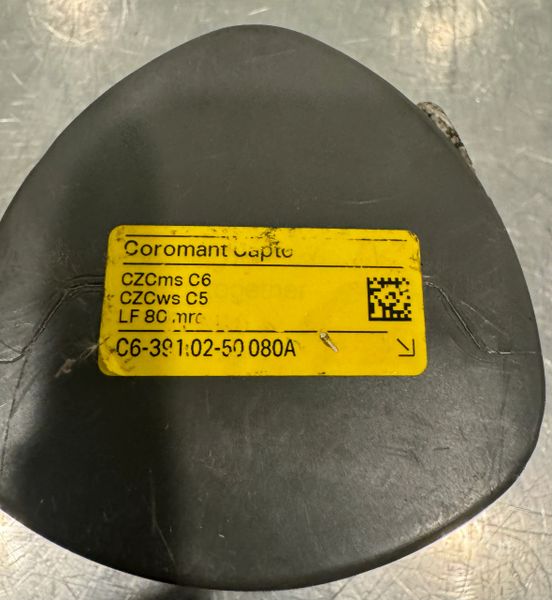 Coromant Capto
CZCms C6
CZCws C5
LF 80 mm
C6-391.02-50 080A